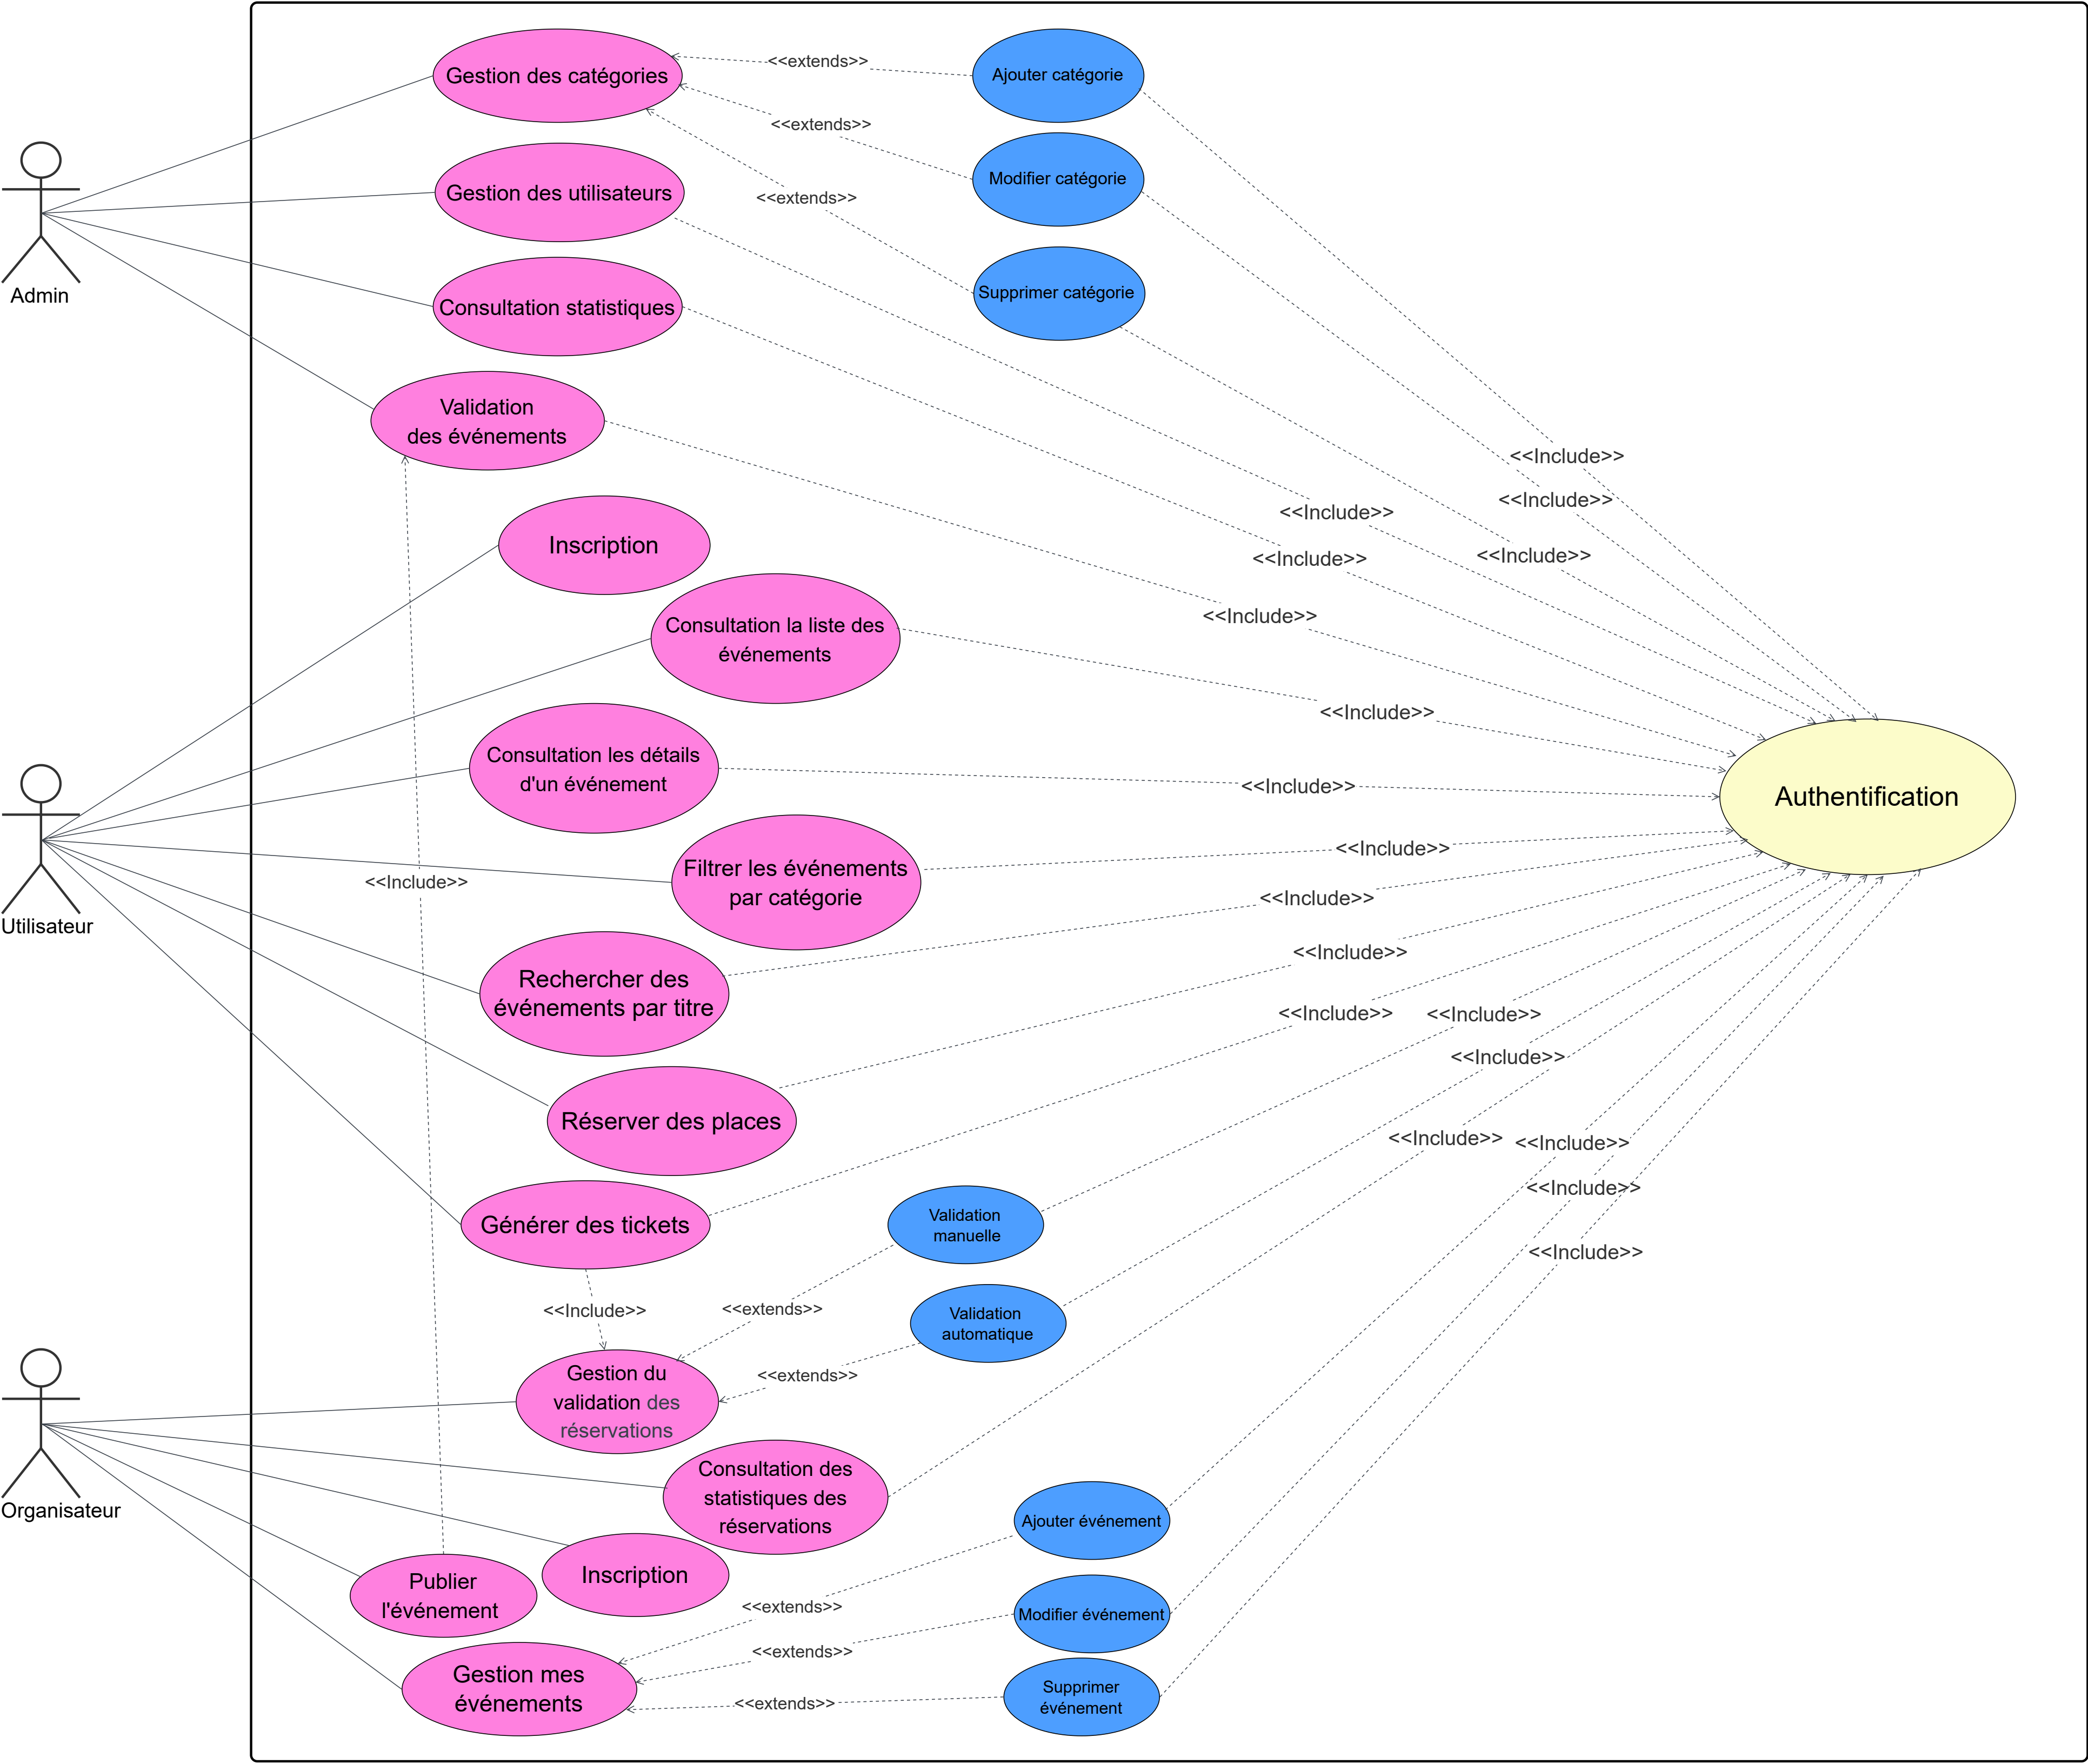 Gestion des catégories
<<extends>>
Ajouter catégorie
<<extends>>
Modifier catégorie
Gestion des utilisateurs
<<extends>>
Admin
Consultation statistiques
Supprimer catégorie
Validation
des événements
<<Include>>
<<Include>>
<<Include>>
<<Include>>
<<Include>>
<<Include>>
Inscription
Consultation la liste des
événements
<<Include>>
Consultation les détails
d'un événement
<<Include>>
Authentification
Filtrer les événements
par catégorie
<<Include>>
<<Include>>
Utilisateur
<<Include>>
Rechercher des
événements par titre
<<Include>>
<<Include>>
<<Include>>
<<Include>>
Réserver des places
<<Include>>
<<Include>>
<<Include>>
<<Include>>
Générer des tickets
Validation
manuelle
<<Include>>
<<extends>>
Validation
automatique
Gestion du
validation des
réservations
<<extends>>
Organisateur
Consultation des
statistiques des
réservations
Ajouter événement
Inscription
Publier
l'événement
<<extends>>
Modifier événement
<<extends>>
Gestion mes
événements
<<extends>>
Supprimer
événement